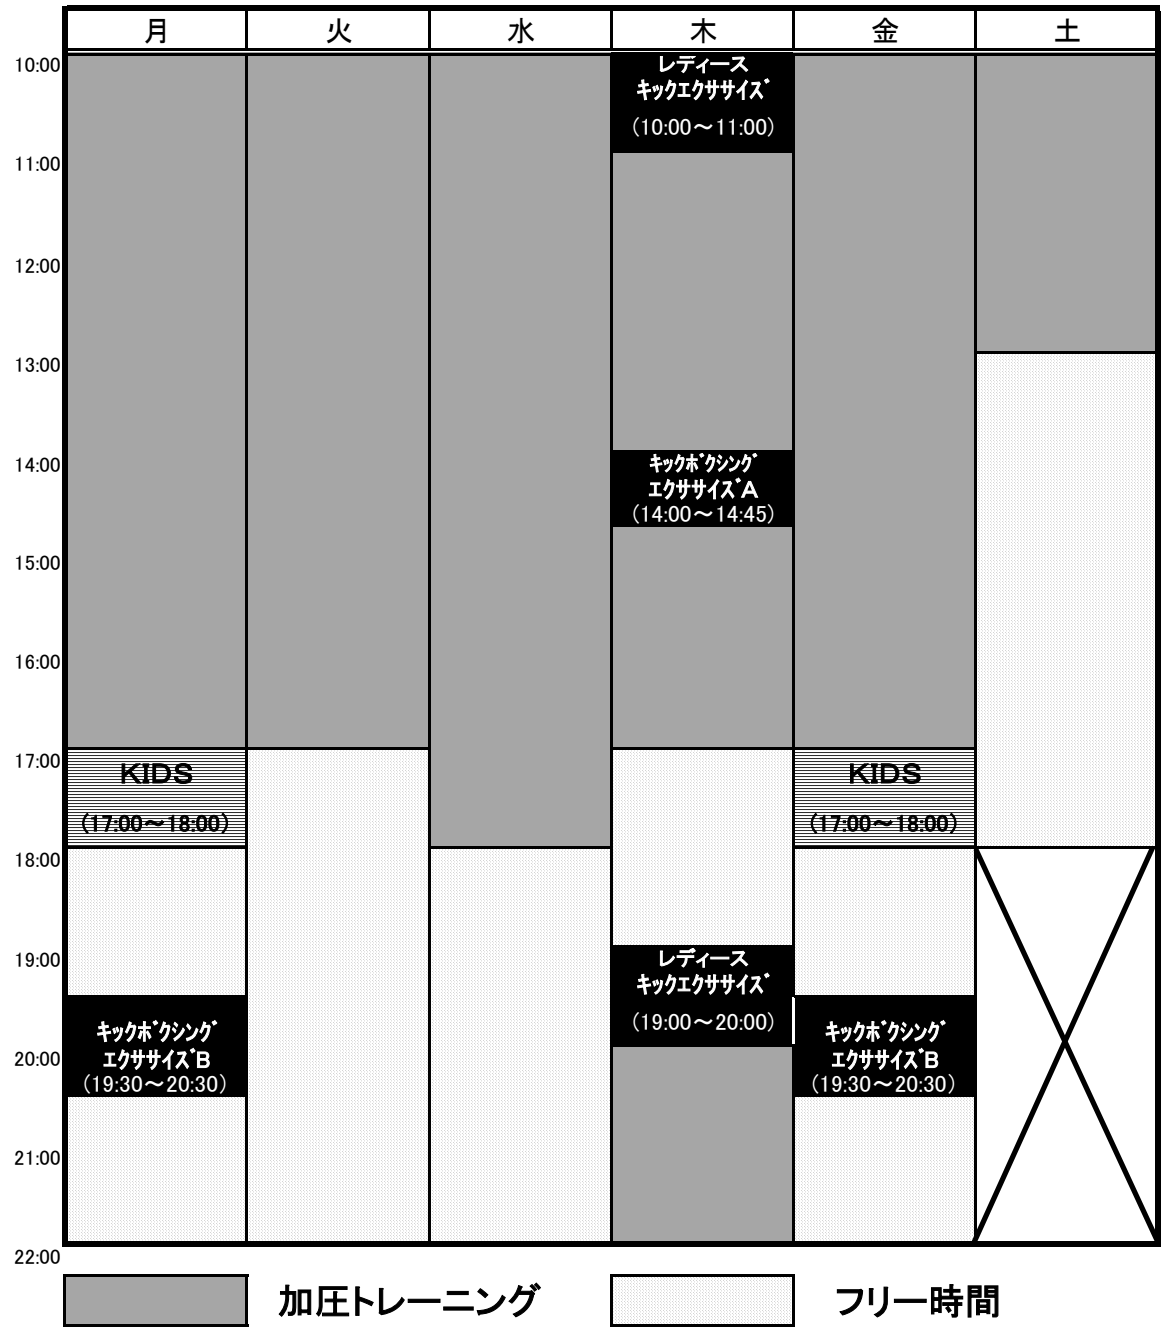 月 火 水 木 金 土
10:00
レディース
キックエクササイズ
（10:00～11:00）
11:00
12:00
13:00
14:00
キックボクシング
エクササイズA
（14:00～14:45）
15:00
16:00
17:00
KIDS
（17:00～18:00）
KIDS
（17:00～18:00）
18:00
19:00
レディース
キックエクササイズ
（19:00～20:00）
キックボクシング
エクササイズB
（19:30～20:30）
キックボクシング
エクササイズB
（19:30～20:30）
20:00
21:00
22:00
加圧トレーニング
フリー時間